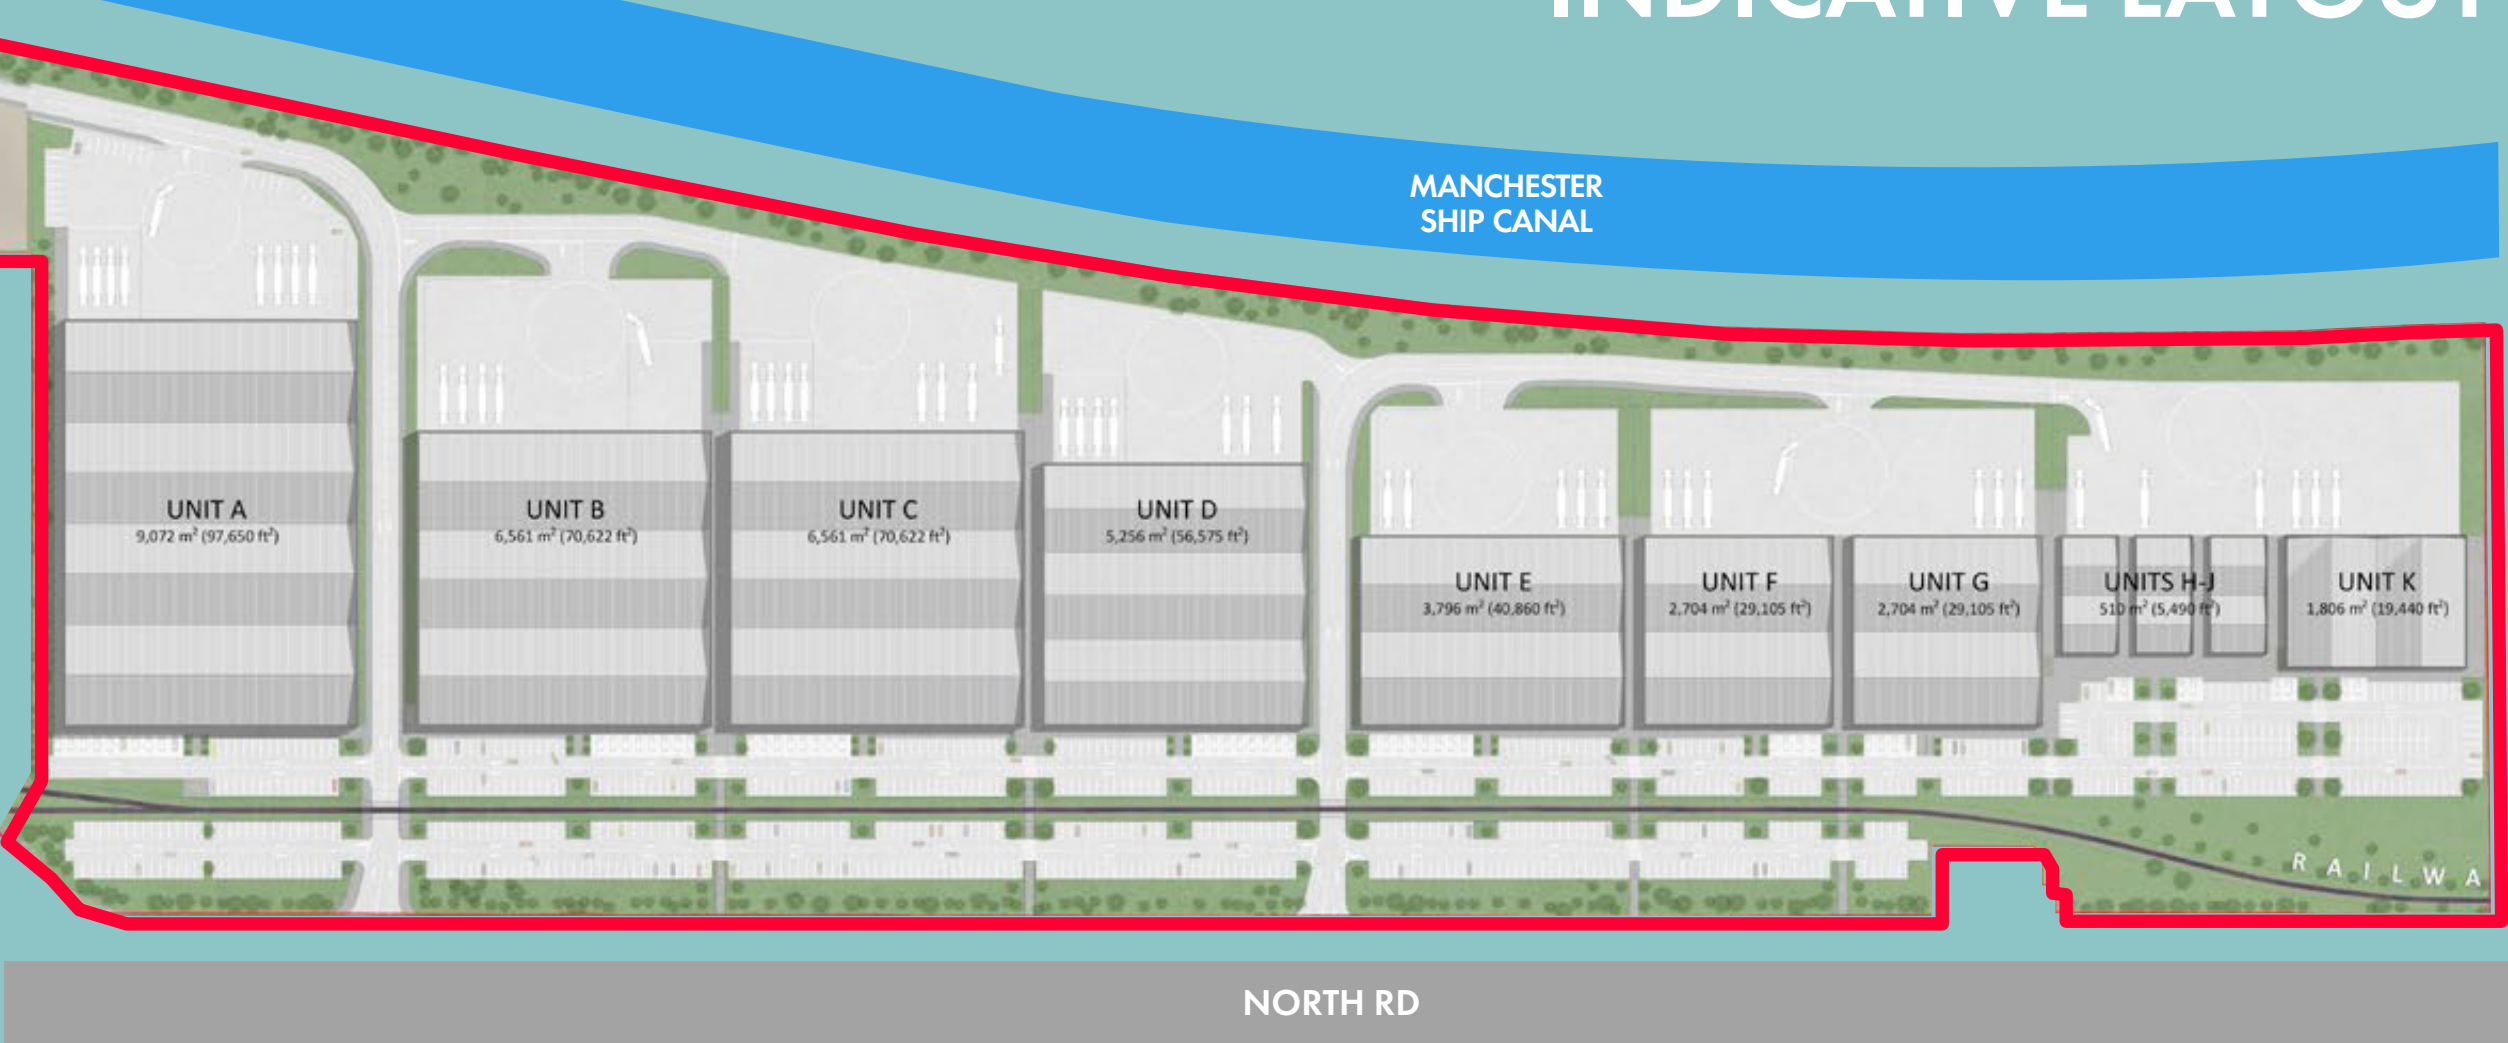 INDICATIVE LAYOUT
MANCHESTER
SHIP CANAL
UNIT A
9,072 m² (97,650 ft²)
UNIT B
6,561 m² (70,622 ft²)
UNIT C
6,561 m² (70,622 ft²)
UNIT D
5,256 m² (56,575 ft²)
UNIT E
3,796 m² (40,860 ft²)
UNIT F
2,704 m² (29,105 ft²)
UNIT G
2,704 m² (29,105 ft²)
UNITS H-J
510 m² (5,490 ft²)
UNIT K
1,806 m² (19,440 ft²)
RAILWA
NORTH RD